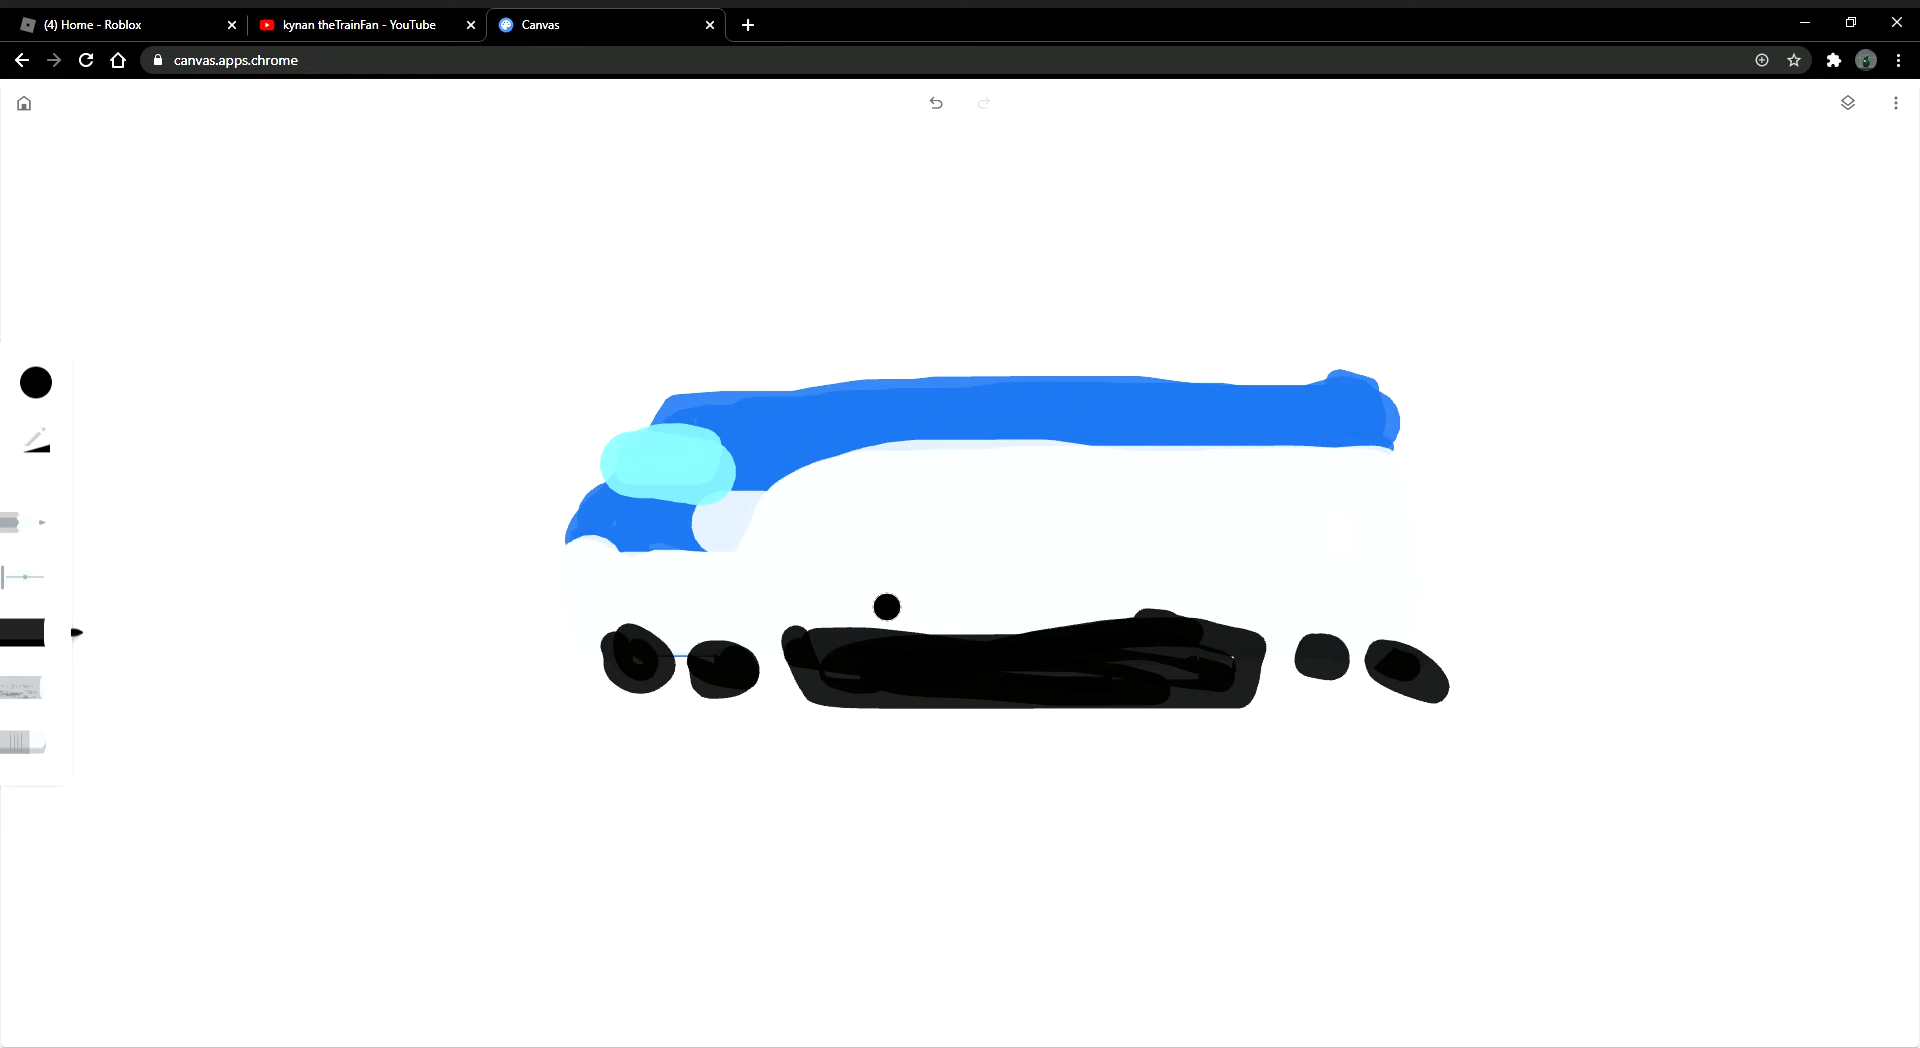 (4) Home - Roblox
kynan theTrainFan - YouTube
Canvas
canvas.apps.chrome